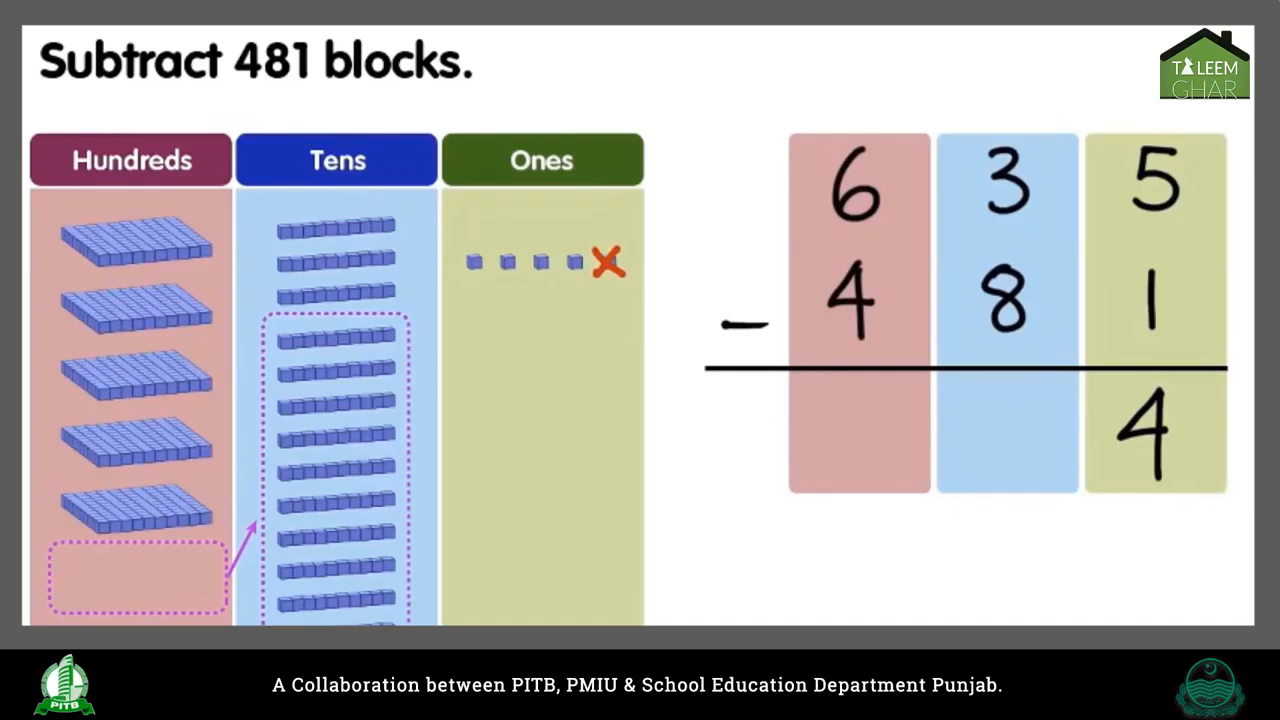 Subtract 481 blocks.
TALEEM
GHAR
Hundreds Tens Ones
6 3 5
- 4 8 1
4
PITB
A Collaboration between PITB, PMIU & School Education Department Punjab.